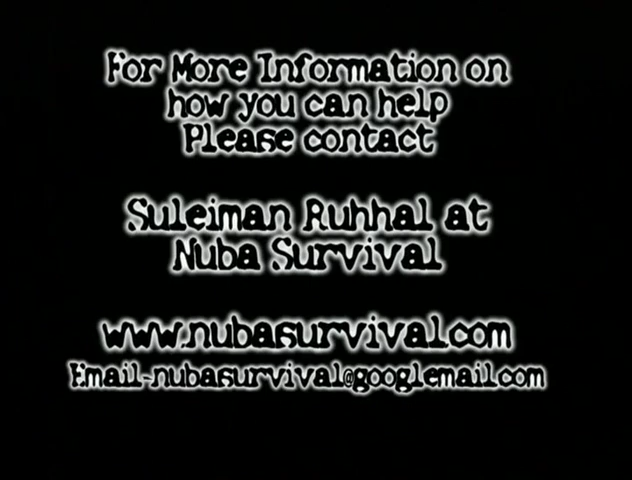 For More Information on
how you can help
Please contact
Suleiman Ruhhal at
Nuba Survival
www.nubasurvival.com
Email-nubasurvival@googlemail.com